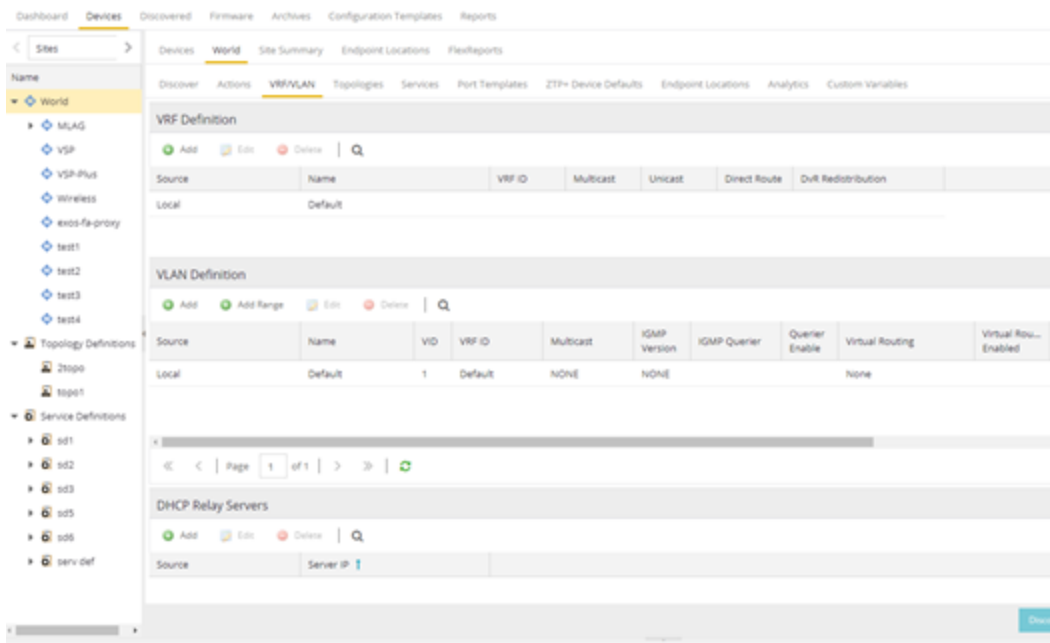 Dashboard Devices Discovered Firmware Archives Configuration Templates Reports
Sites
Devices World Site Summary Endpoint Locations FlexReports
Name
Discover Actions VRF/VLAN Topologies Services Port Templates ZTP+ Device Defaults Endpoint Locations Analytics Custom Variables
World
MLAG
VSP
VSP-Plus
Wireless
exos-fa-proxy
test1
test2
test3
test4
Topology Definitions
2topo
topo1
Service Definitions
sd1
sd2
sd3
sd5
sd6
serv def
VRF Definition
Add Edit Delete
Source Name VRF ID Multicast Unicast Direct Route DvR Redistribution
Local Default
VLAN Definition
Add Add Range Edit Delete
Source Name VID VRF ID Multicast IGMP Version IGMP Querier Querier Enable Virtual Routing Virtual Rou... Enabled
Local Default 1 Default NONE NONE None
Page 1 of 1
DHCP Relay Servers
Add Edit Delete
Source Server IP